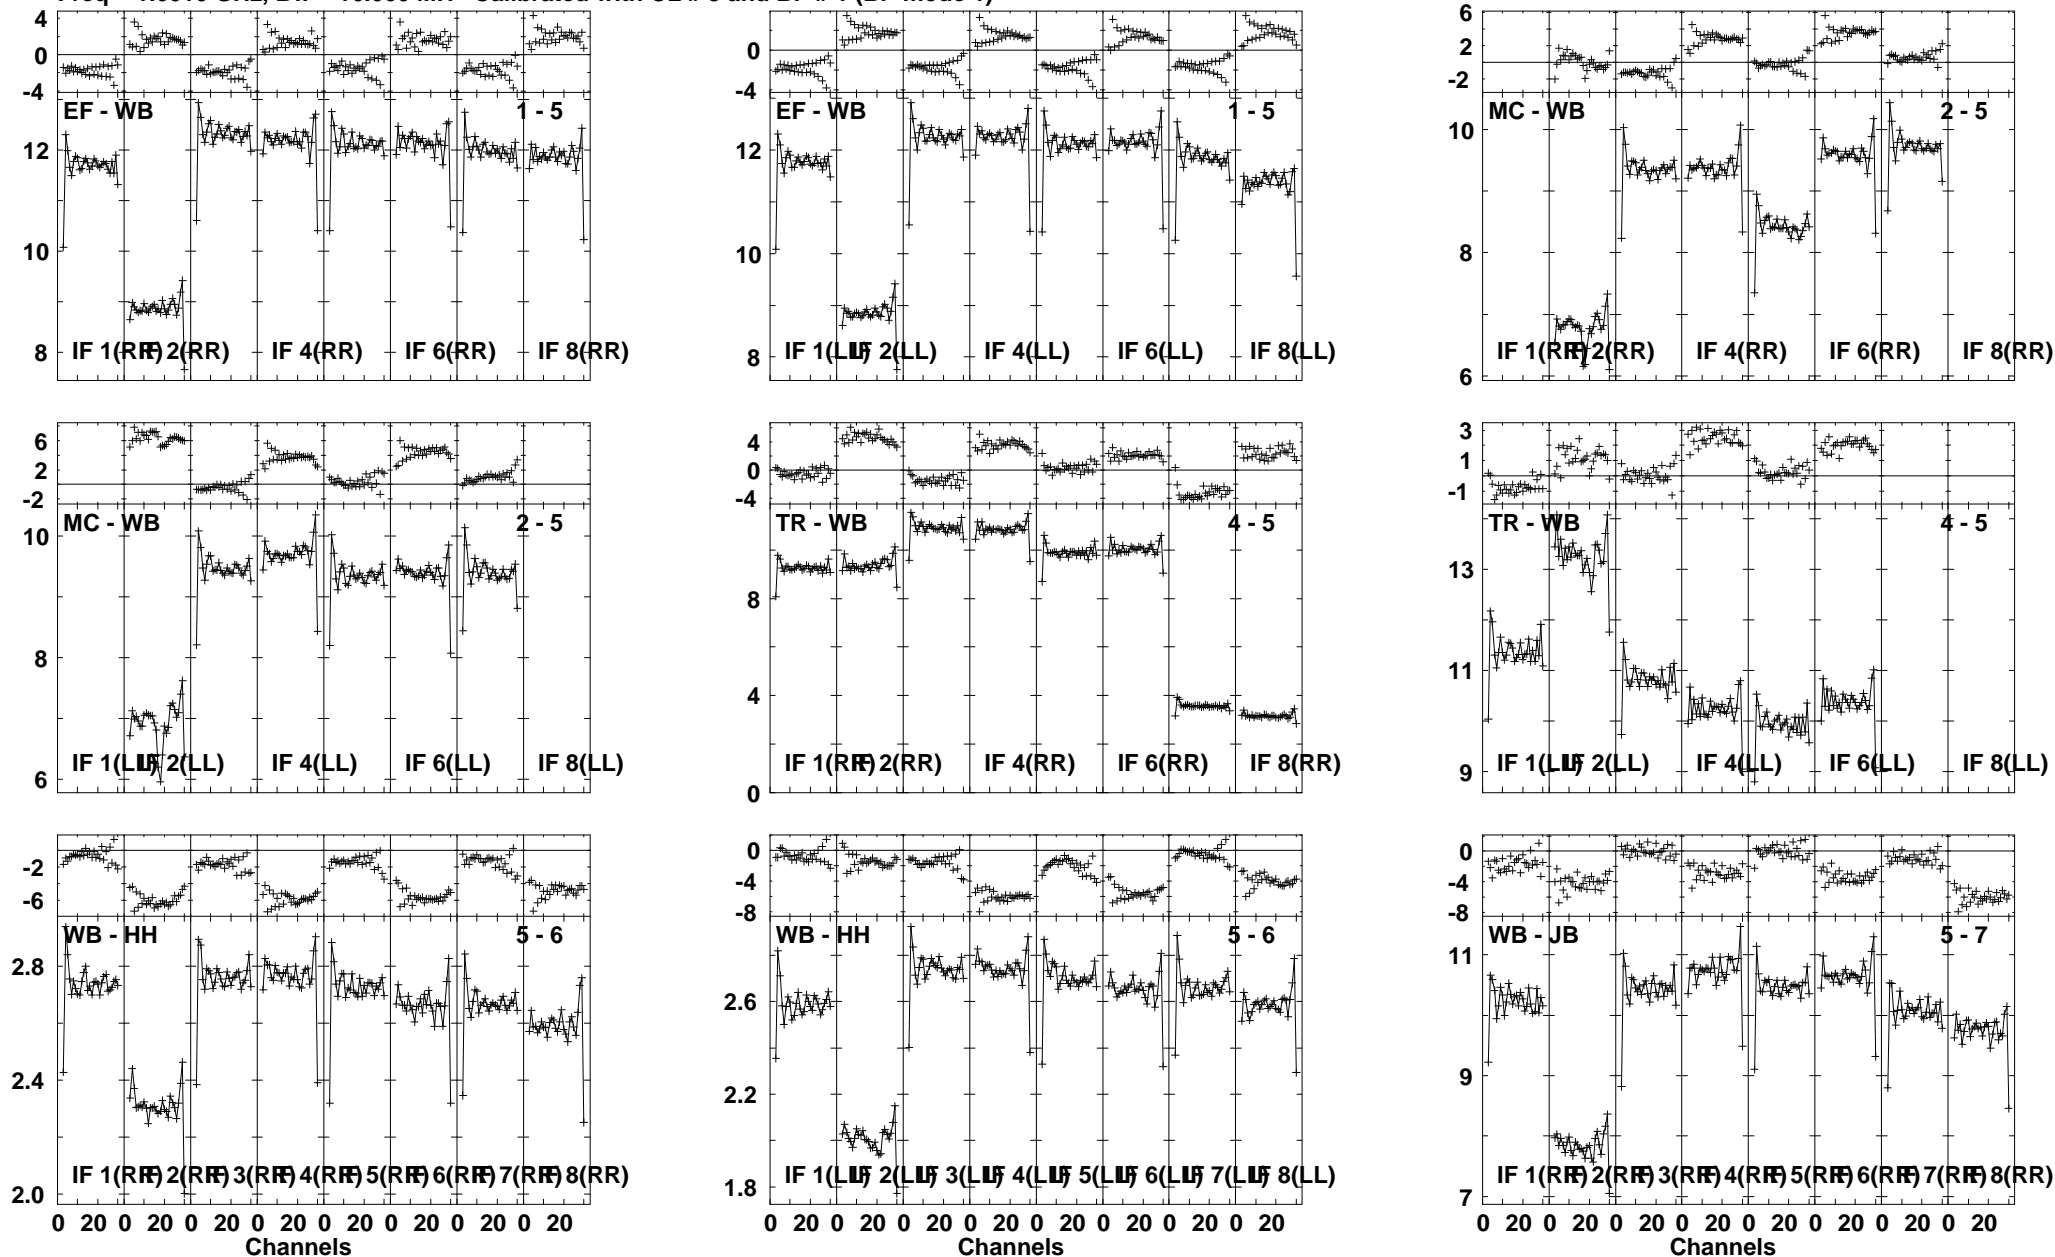 4
0
-4
EF - WB
1 - 5
12
10
8
IF 1(RR)
IF 2(RR)
IF 4(RR)
IF 6(RR)
IF 8(RR)
0
-4
EF - WB
1 - 5
12
10
8
IF 1(LL)
IF 2(LL)
IF 4(LL)
IF 6(LL)
IF 8(LL)
6
2
-2
MC - WB
2 - 5
10
8
6
IF 1(RR)
IF 2(RR)
IF 4(RR)
IF 6(RR)
IF 8(RR)
6
2
-2
MC - WB
2 - 5
10
8
6
IF 1(LL)
IF 2(LL)
IF 4(LL)
IF 6(LL)
IF 8(LL)
4
0
-4
TR - WB
4 - 5
8
4
0
IF 1(RR)
IF 2(RR)
IF 4(RR)
IF 6(RR)
IF 8(RR)
3
1
-1
TR - WB
4 - 5
13
11
9
IF 1(LL)
IF 2(LL)
IF 4(LL)
IF 6(LL)
IF 8(LL)
-2
-6
WB - HH
5 - 6
2.8
2.4
2.0
IF 1(RR)
IF 2(RR)
IF 3(RR)
IF 4(RR)
IF 5(RR)
IF 6(RR)
IF 7(RR)
IF 8(RR)
0 20 0 20 0 20 0 20 0 20 0 20 0 20 0 20
Channels
0
-4
-8
WB - HH
5 - 6
2.6
2.2
1.8
IF 1(LL)
IF 2(LL)
IF 3(LL)
IF 4(LL)
IF 5(LL)
IF 6(LL)
IF 7(LL)
IF 8(LL)
0 20 0 20 0 20 0 20 0 20 0 20 0 20 0 20
Channels
0
-4
-8
WB - JB
5 - 7
11
9
7
IF 1(RR)
IF 2(RR)
IF 3(RR)
IF 4(RR)
IF 5(RR)
IF 6(RR)
IF 7(RR)
IF 8(RR)
0 20 0 20 0 20 0 20 0 20 0 20 0 20 0 20
Channels